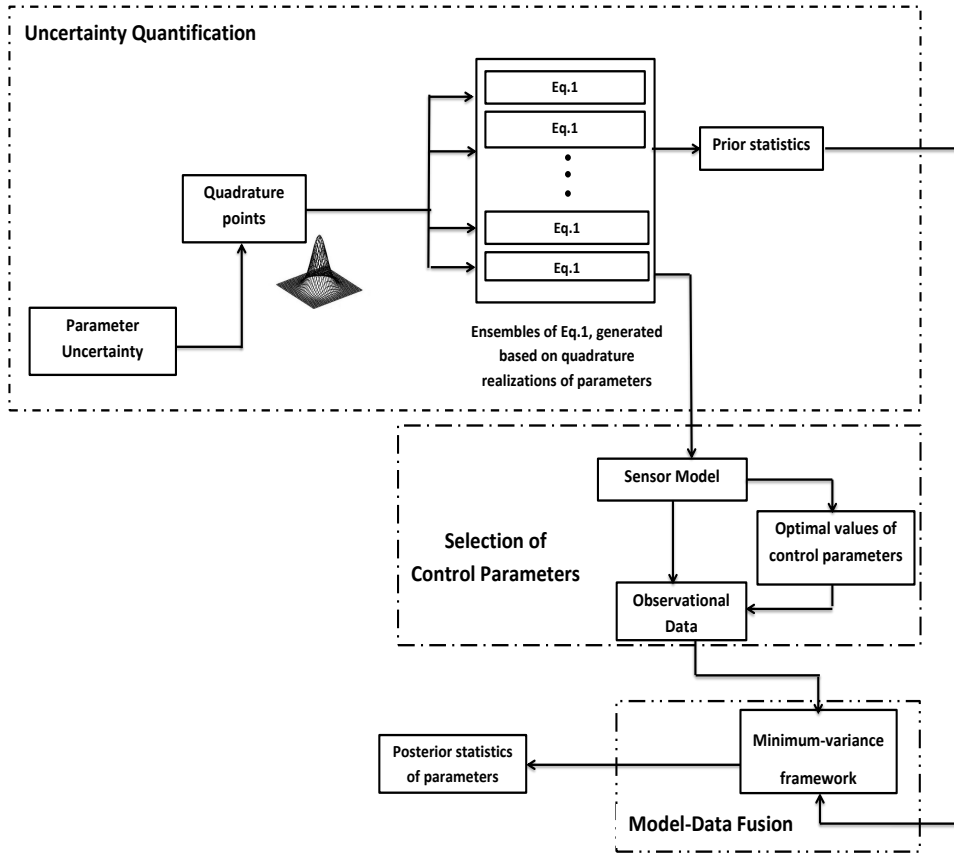 Uncertainty Quantification
Eq.1
Eq.1
Eq.1
Eq.1
Prior statistics
Quadrature
points
Parameter
Uncertainty
Ensembles of Eq.1, generated
based on quadrature
realizations of parameters
Sensor Model
Selection of
Control Parameters
Optimal values of
control parameters
Observational
Data
Minimum-variance
framework
Posterior statistics
of parameters
Model-Data Fusion